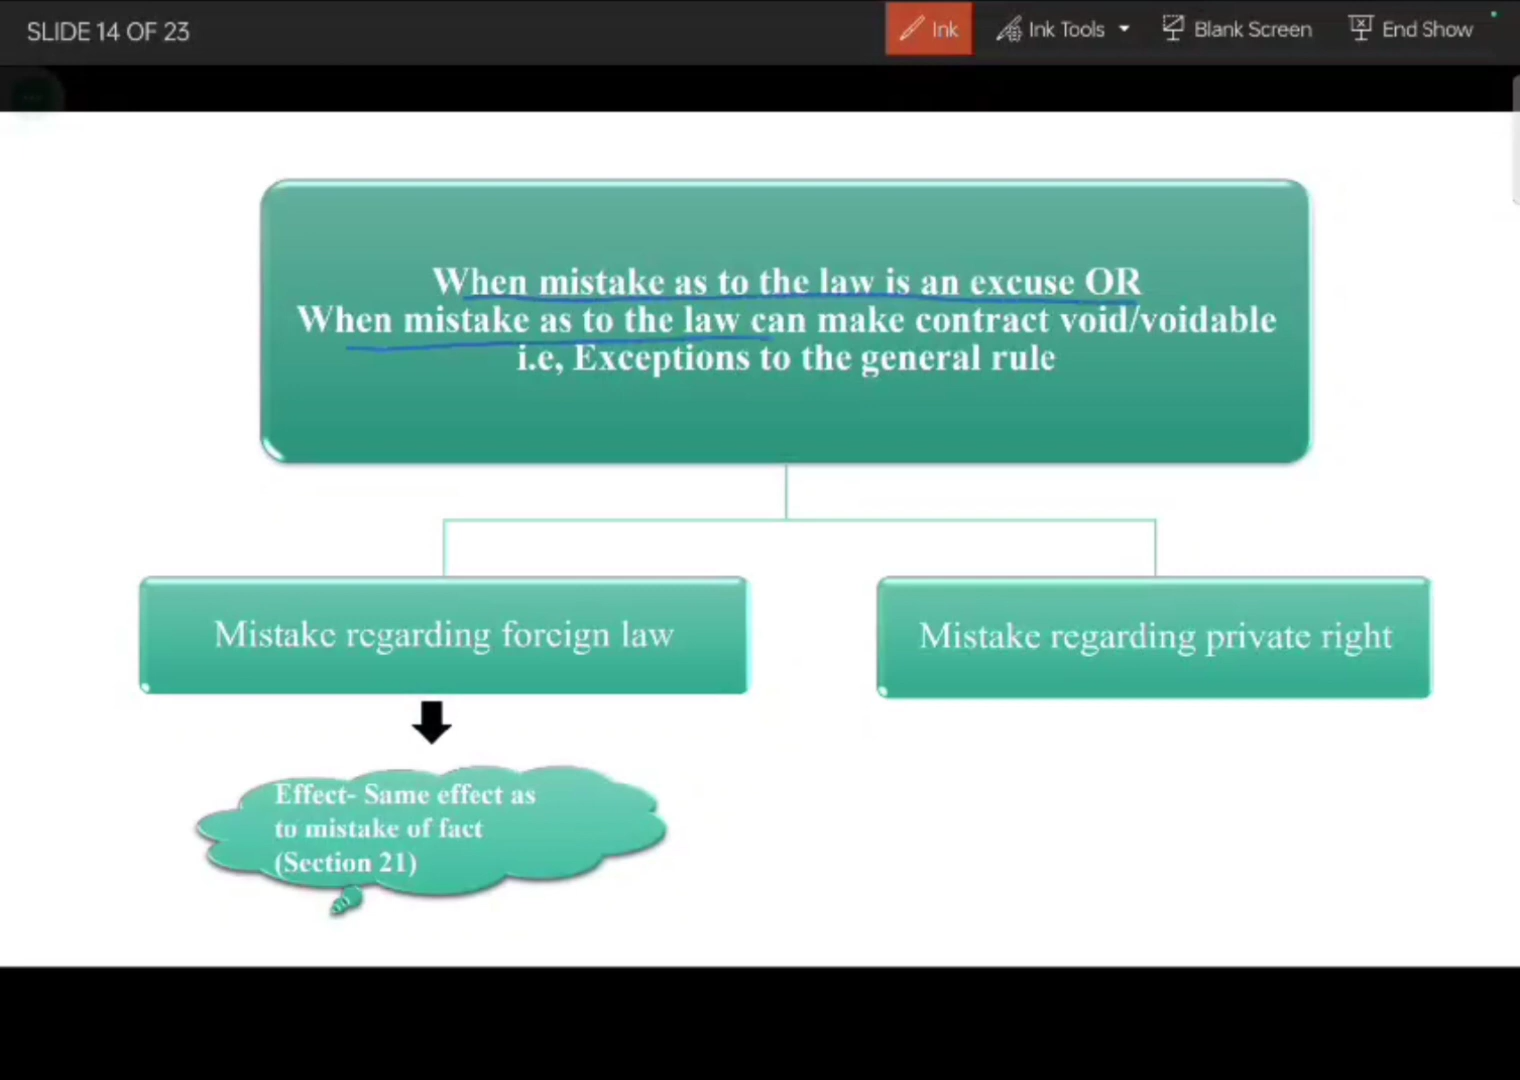 SLIDE 14 OF 23
Ink
Ink Tools
Blank Screen
End Show
When mistake as to the law is an excuse OR
When mistake as to the law can make contract void/voidable
i.e, Exceptions to the general rule
Mistake regarding foreign law
Mistake regarding private right
Effect- Same effect as
to mistake of fact
(Section 21)